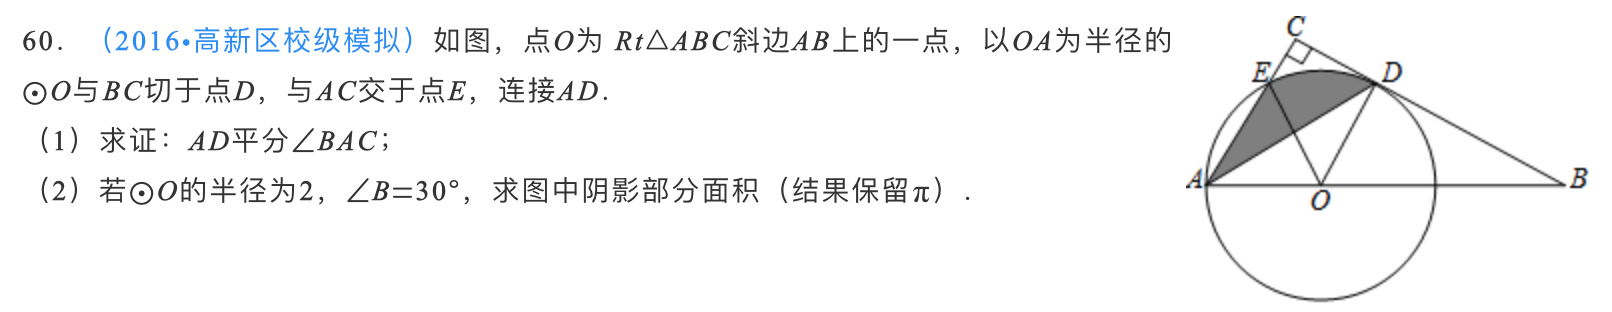 60. （2016•高新区校级模拟）如图，点O为 Rt△ABC斜边AB上的一点，以OA为半径的
⊙O与BC切于点D，与AC交于点E，连接AD.
（1）求证：AD平分∠BAC；
（2）若⊙O的半径为2，∠B=30°，求图中阴影部分面积（结果保留π）.
C
E
D
A
O
B